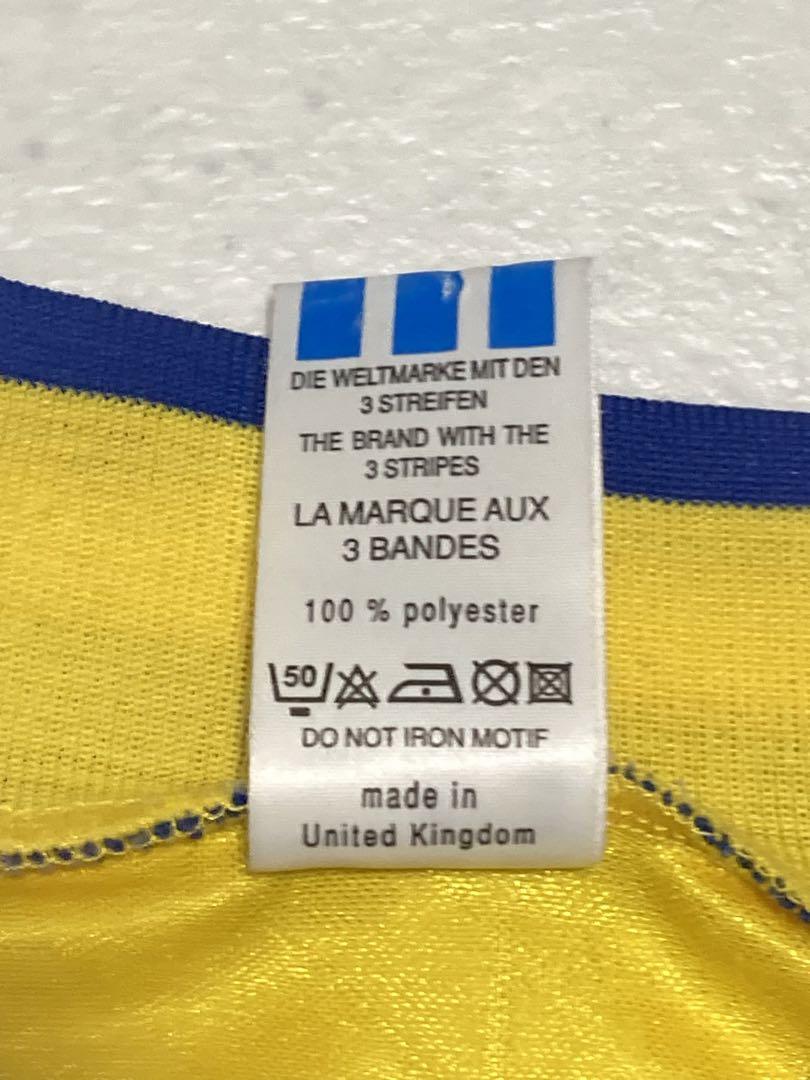 DIE WELTMARKE MIT DEN
3 STREIFEN
THE BRAND WITH THE
3 STRIPES
LA MARQUE AUX
3 BANDES
100 % polyester
50
DO NOT IRON MOTIF
made in
United Kingdom